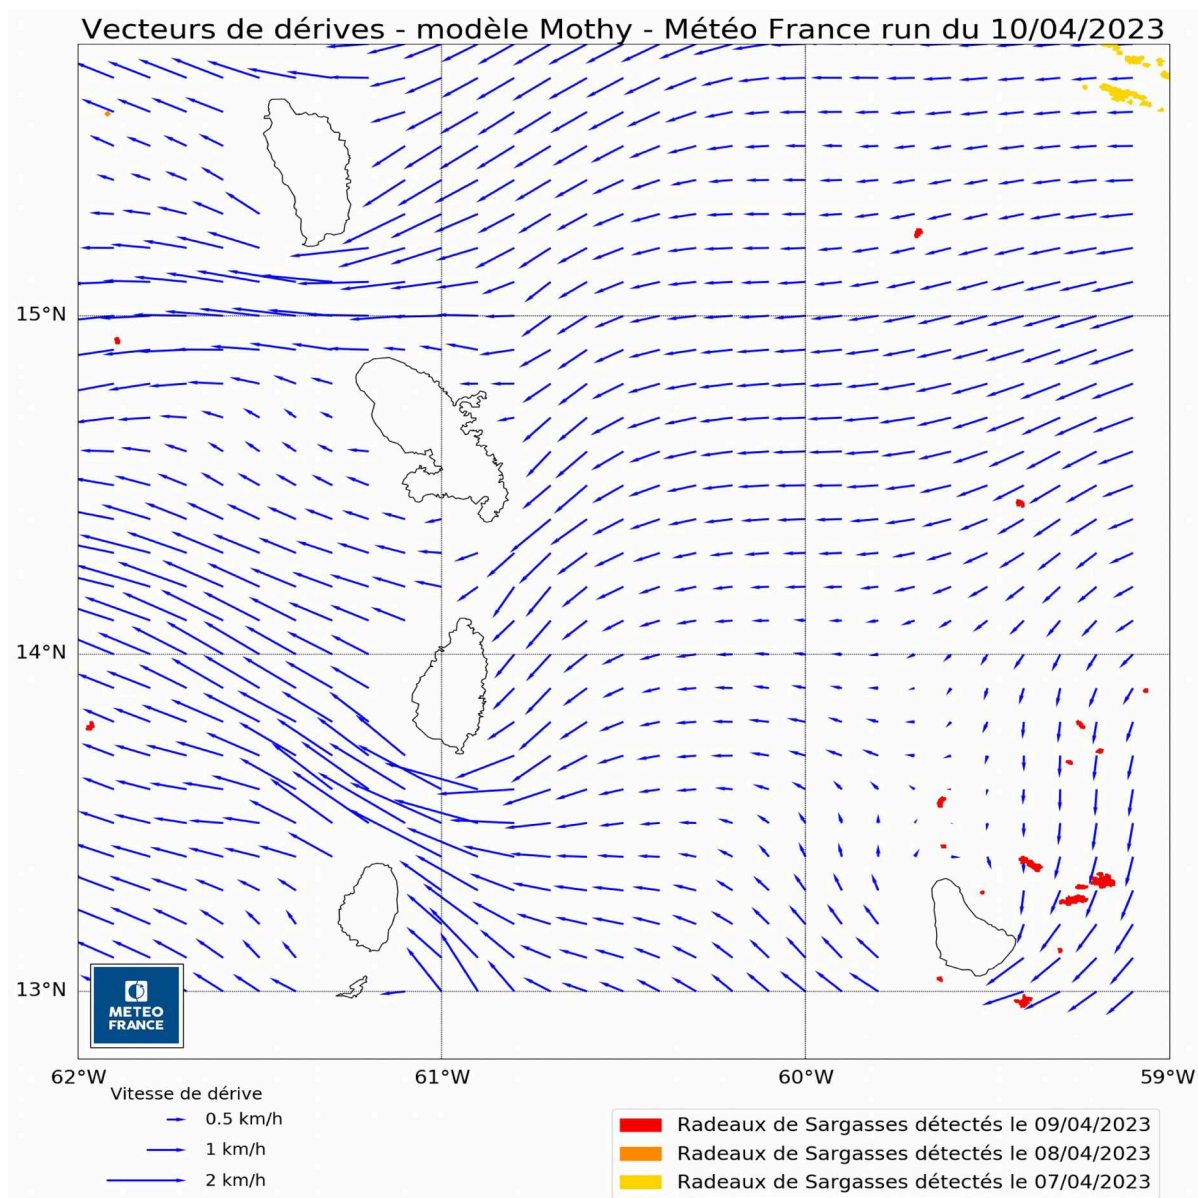 Vecteurs de dérives - modèle Mothy - Météo France run du 10/04/2023
15°N
14°N
13°N
METEO
FRANCE
62°W
61°W
60°W
59°W
Vitesse de dérive
0.5 km/h
1 km/h
2 km/h
Radeaux de Sargasses détectés le 09/04/2023
Radeaux de Sargasses détectés le 08/04/2023
Radeaux de Sargasses détectés le 07/04/2023